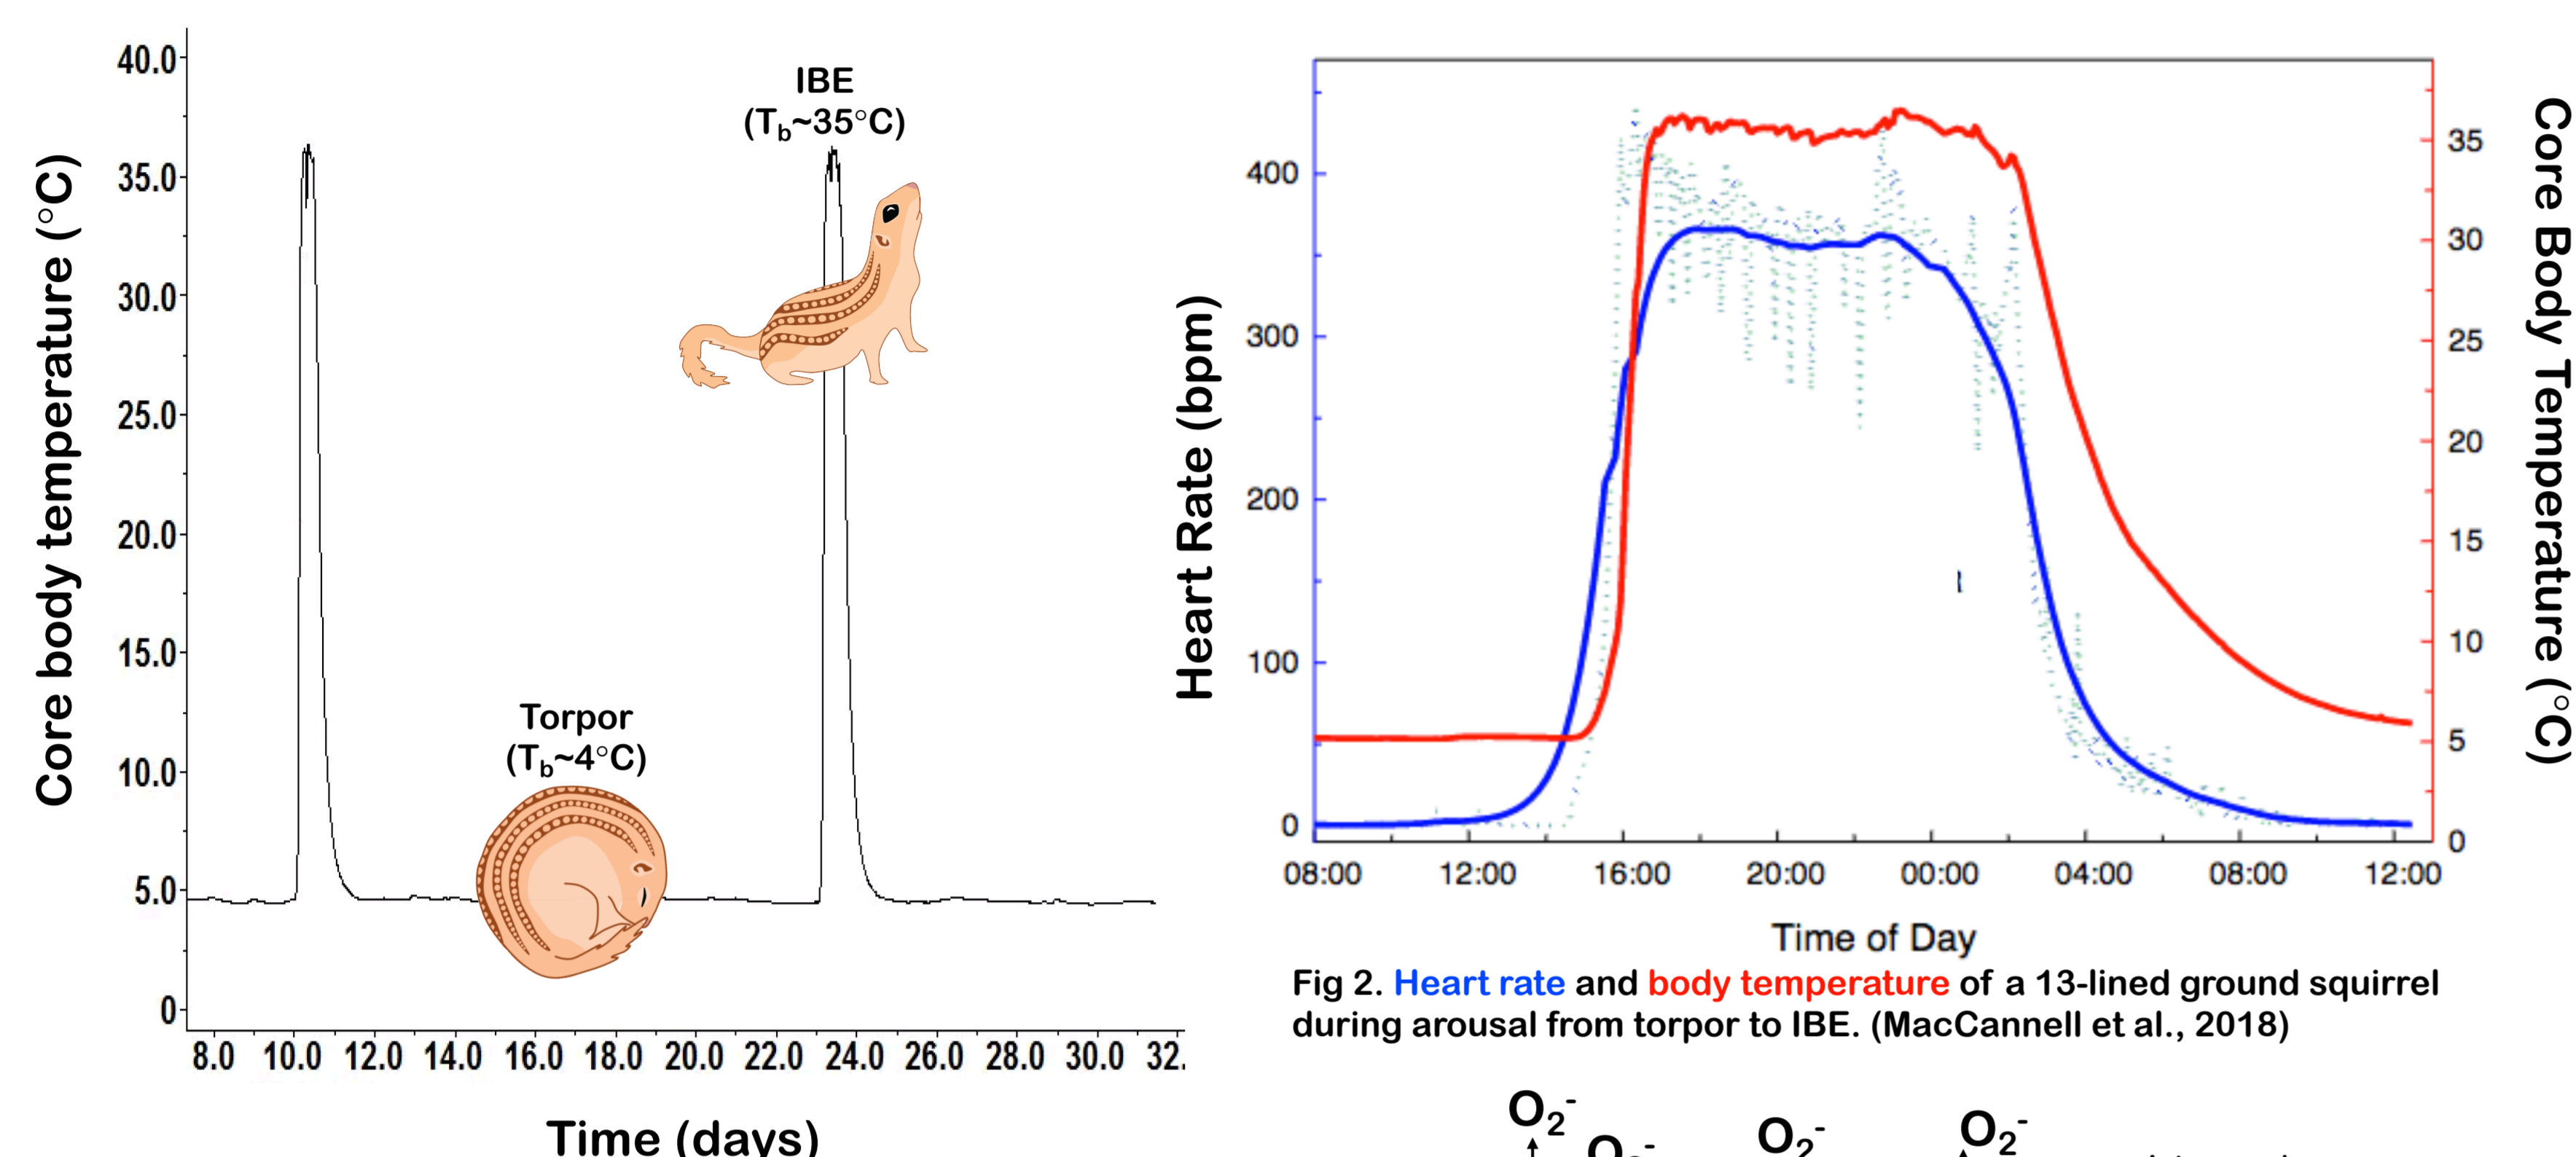 Core body temperature (°C)
40.0
35.0
30.0
25.0
20.0
15.0
10.0
5.0
0
IBE
(Tb~35°C)
Torpor
(Tb~4°C)
8.0 10.0 12.0 14.0 16.0 18.0 20.0 22.0 24.0 26.0 28.0 30.0 32.
Time (days)
Heart Rate (bpm)
400
300
200
100
0
35
30
25
20
15
10
5
0
Core Body Temperature (°C)
08:00 12:00 16:00 20:00 00:00 04:00 08:00 12:00
Time of Day
Fig 2. Heart rate and body temperature of a 13-lined ground squirrel
during arousal from torpor to IBE. (MacCannell et al., 2018)
O2-
O2-
O2-
O2-